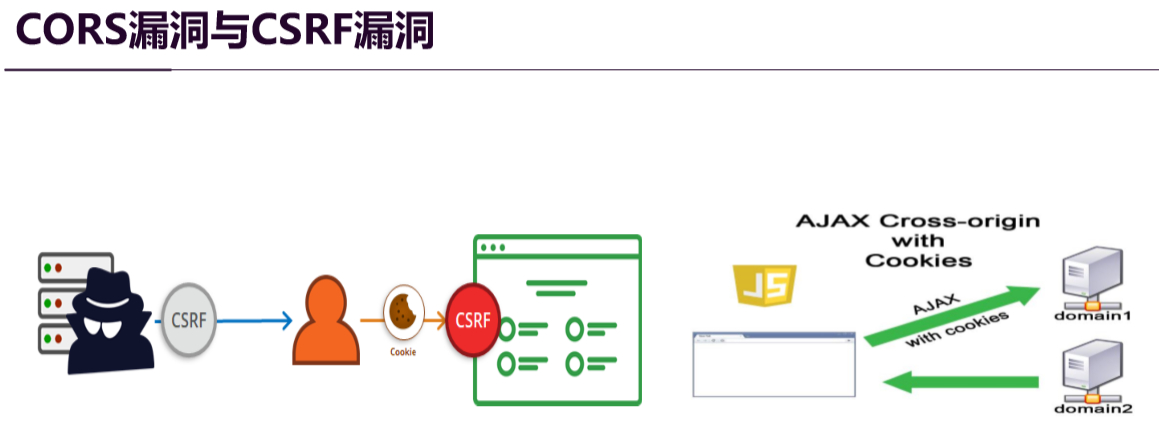 CORS漏洞与CSRF漏洞
CSRF
Cookie
CSRF
AJAX Cross-origin
with
Cookies
JS
AJAX
with cookies
domain1
domain2